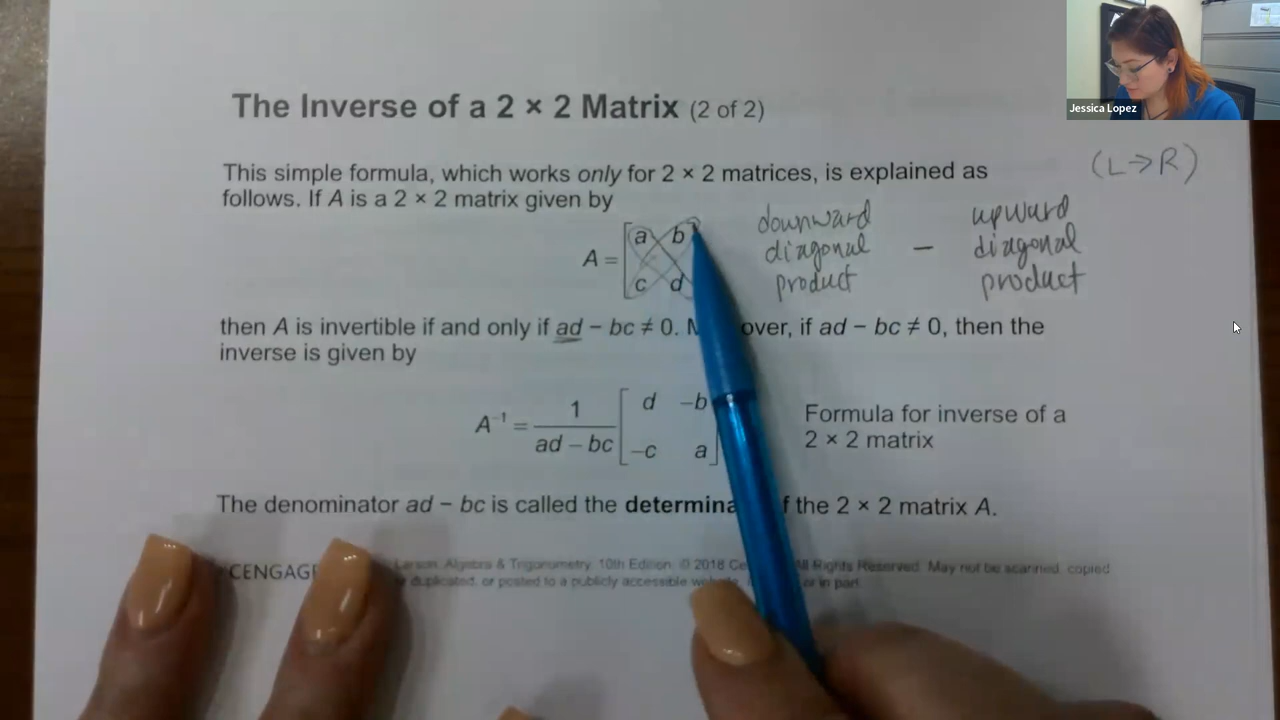 Jessica Lopez
The Inverse of a 2 × 2 Matrix (2 of 2)
(L→R)
This simple formula, which works only for 2 × 2 matrices, is explained as
follows. If A is a 2 × 2 matrix given by
A = [ a b
c d
downward
diagonal
product
−
upward
diagonal
product
then A is invertible if and only if ad − bc ≠ 0. over, if ad − bc ≠ 0, then the
inverse is given by
A⁻¹ = 1 / ad − bc [ d −b
−c a ]
Formula for inverse of a
2 × 2 matrix
The denominator ad − bc is called the determina f the 2 × 2 matrix A.
CENGAG Larson, Algebra & Trigonometry, 10th Edition. © 2018 Ce All Rights Reserved. May not be scanned, copied
or duplicated, or posted to a publicly accessible or in part.